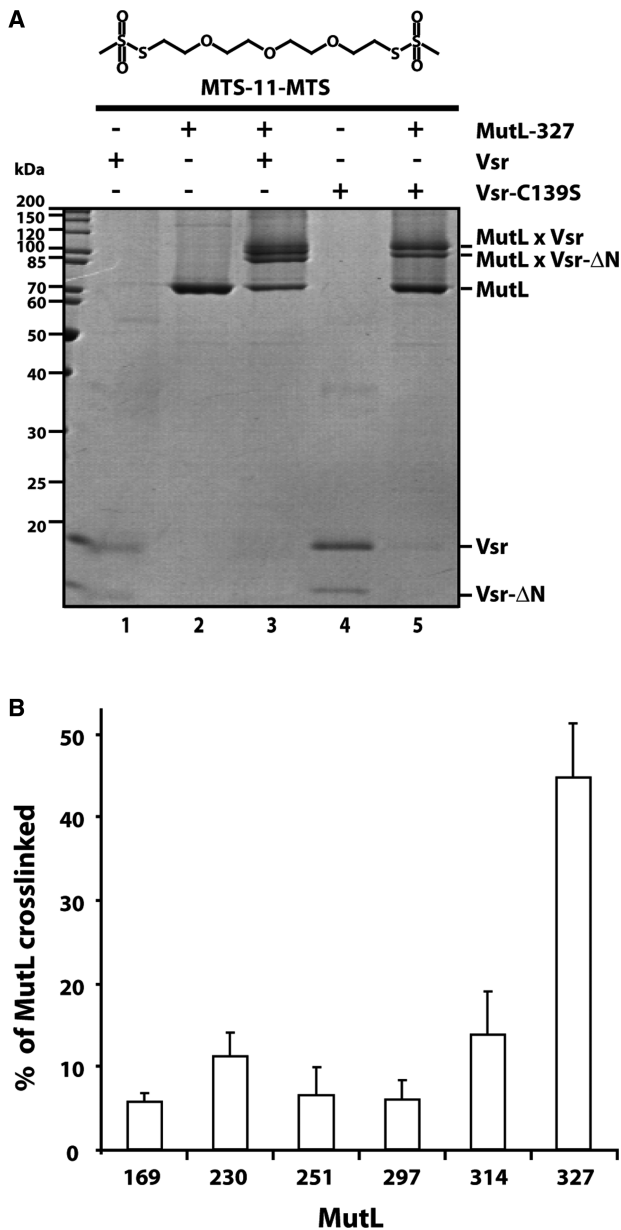 A
O O
S S O O O S S
O O
MTS-11-MTS
- + + - + MutL-327
+ - + - - Vsr
- - - + + Vsr-C139S
kDa
200
150
120
100
85
70
60
50
40
30
25
20
MutL x Vsr
MutL x Vsr-ΔN
MutL
Vsr
Vsr-ΔN
1 2 3 4 5
B
% of MutL crosslinked
50
40
30
20
10
0
169 230 251 297 314 327
MutL